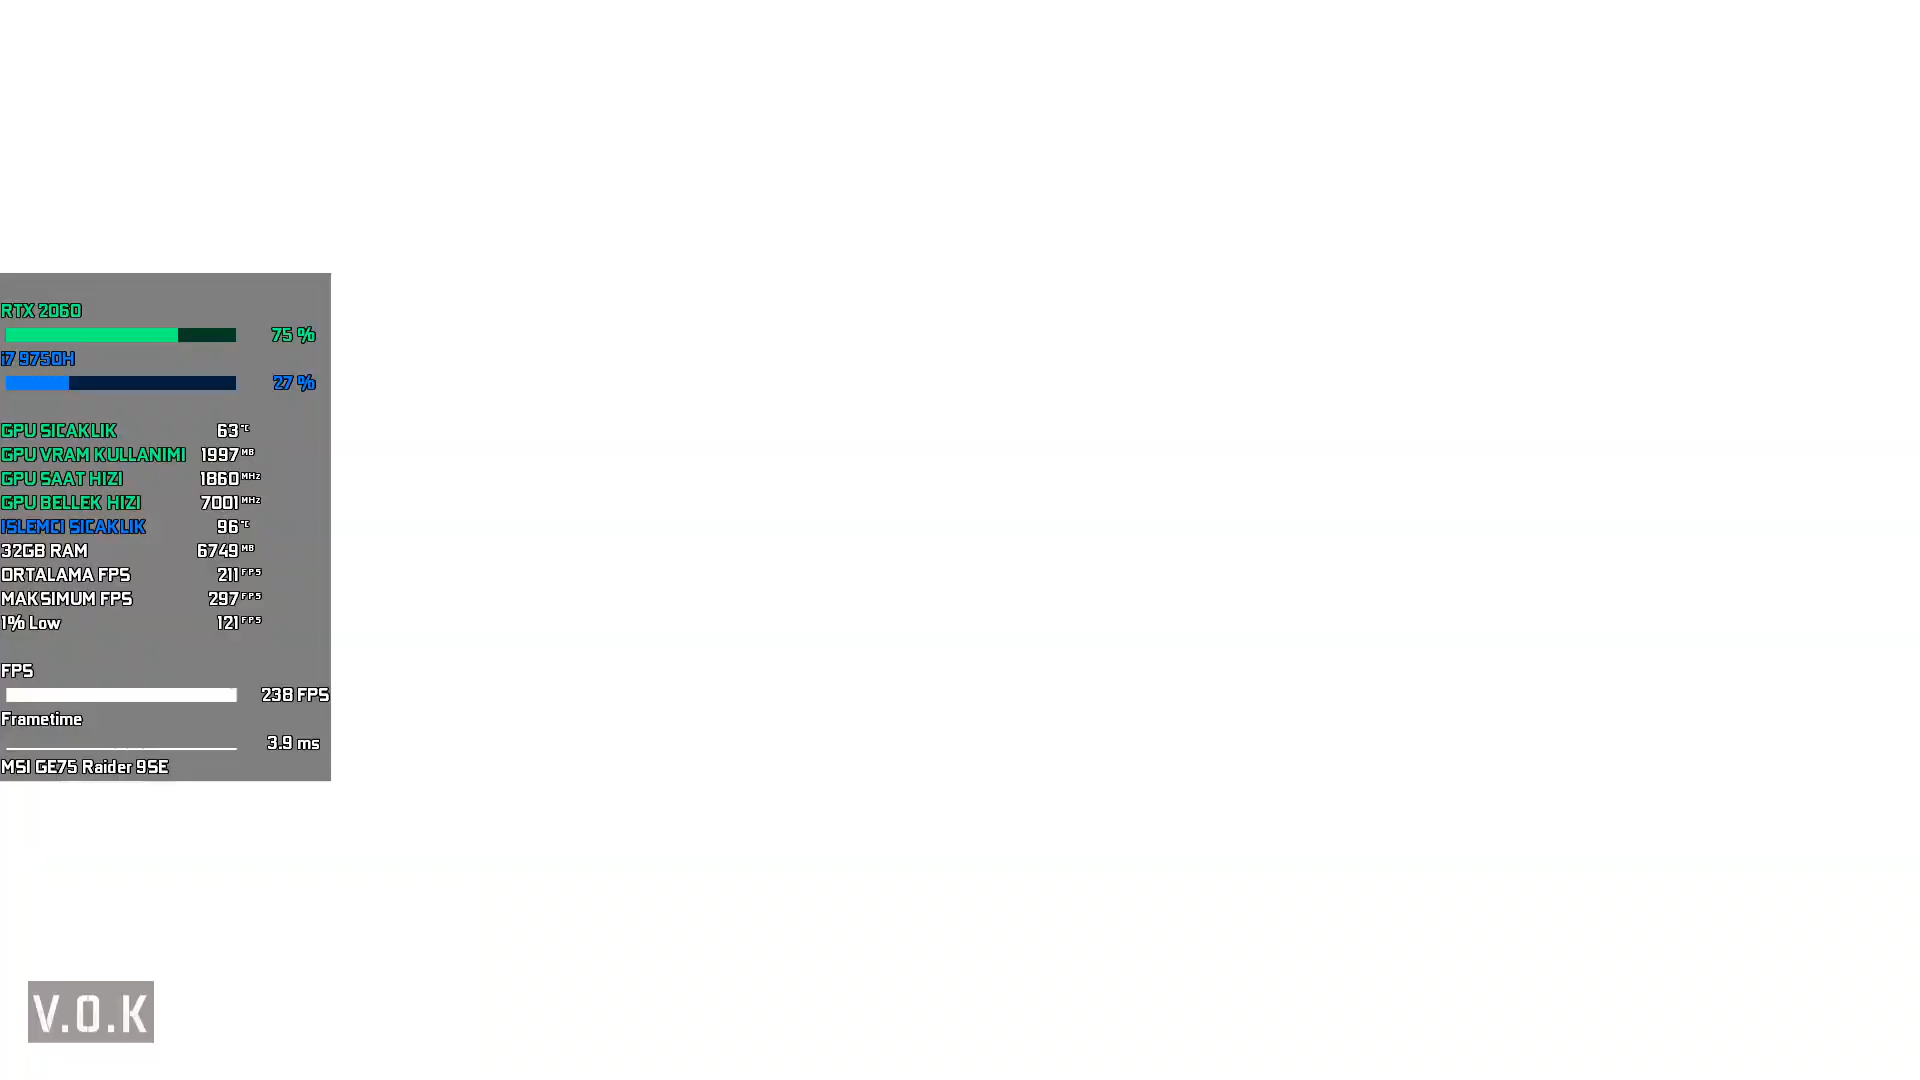 RTX 2060
75 %
i7 9750H
27 %
GPU SICAKLIK 63 °C
GPU VRAM KULLANIMI 1997 MB
GPU SAAT HIZI 1860 MHz
GPU BELLEK HIZI 7001 MHz
ISLEMCI SICAKLIK 96 °C
32GB RAM 6749 MB
ORTALAMA FPS 211 FPS
MAKSIMUM FPS 297 FPS
1% Low 121 FPS
FPS
238 FPS
Frametime
3.9 ms
MSI GE75 Raider 9SE
V.O.K